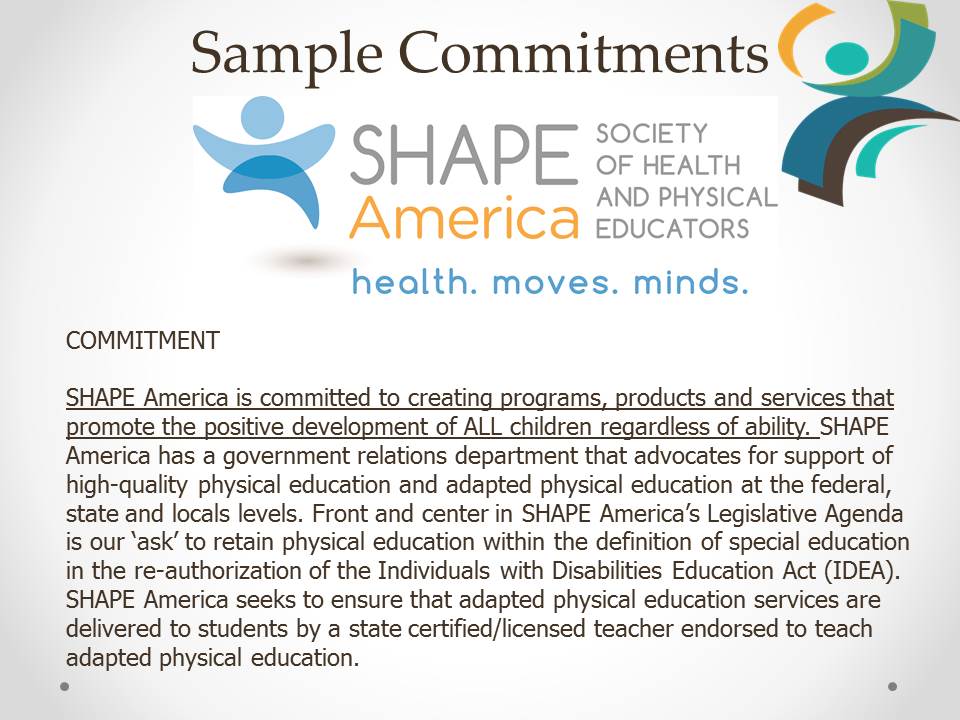 Sample Commitments
SHAPE
America
SOCIETY
OF HEALTH
AND PHYSICAL
EDUCATORS
health. moves. minds.
COMMITMENT
SHAPE America is committed to creating programs, products and services that
promote the positive development of ALL children regardless of ability. SHAPE
America has a government relations department that advocates for support of
high-quality physical education and adapted physical education at the federal,
state and locals levels. Front and center in SHAPE America’s Legislative Agenda
is our ‘ask’ to retain physical education within the definition of special education
in the re-authorization of the Individuals with Disabilities Education Act (IDEA).
SHAPE America seeks to ensure that adapted physical education services are
delivered to students by a state certified/licensed teacher endorsed to teach
adapted physical education.